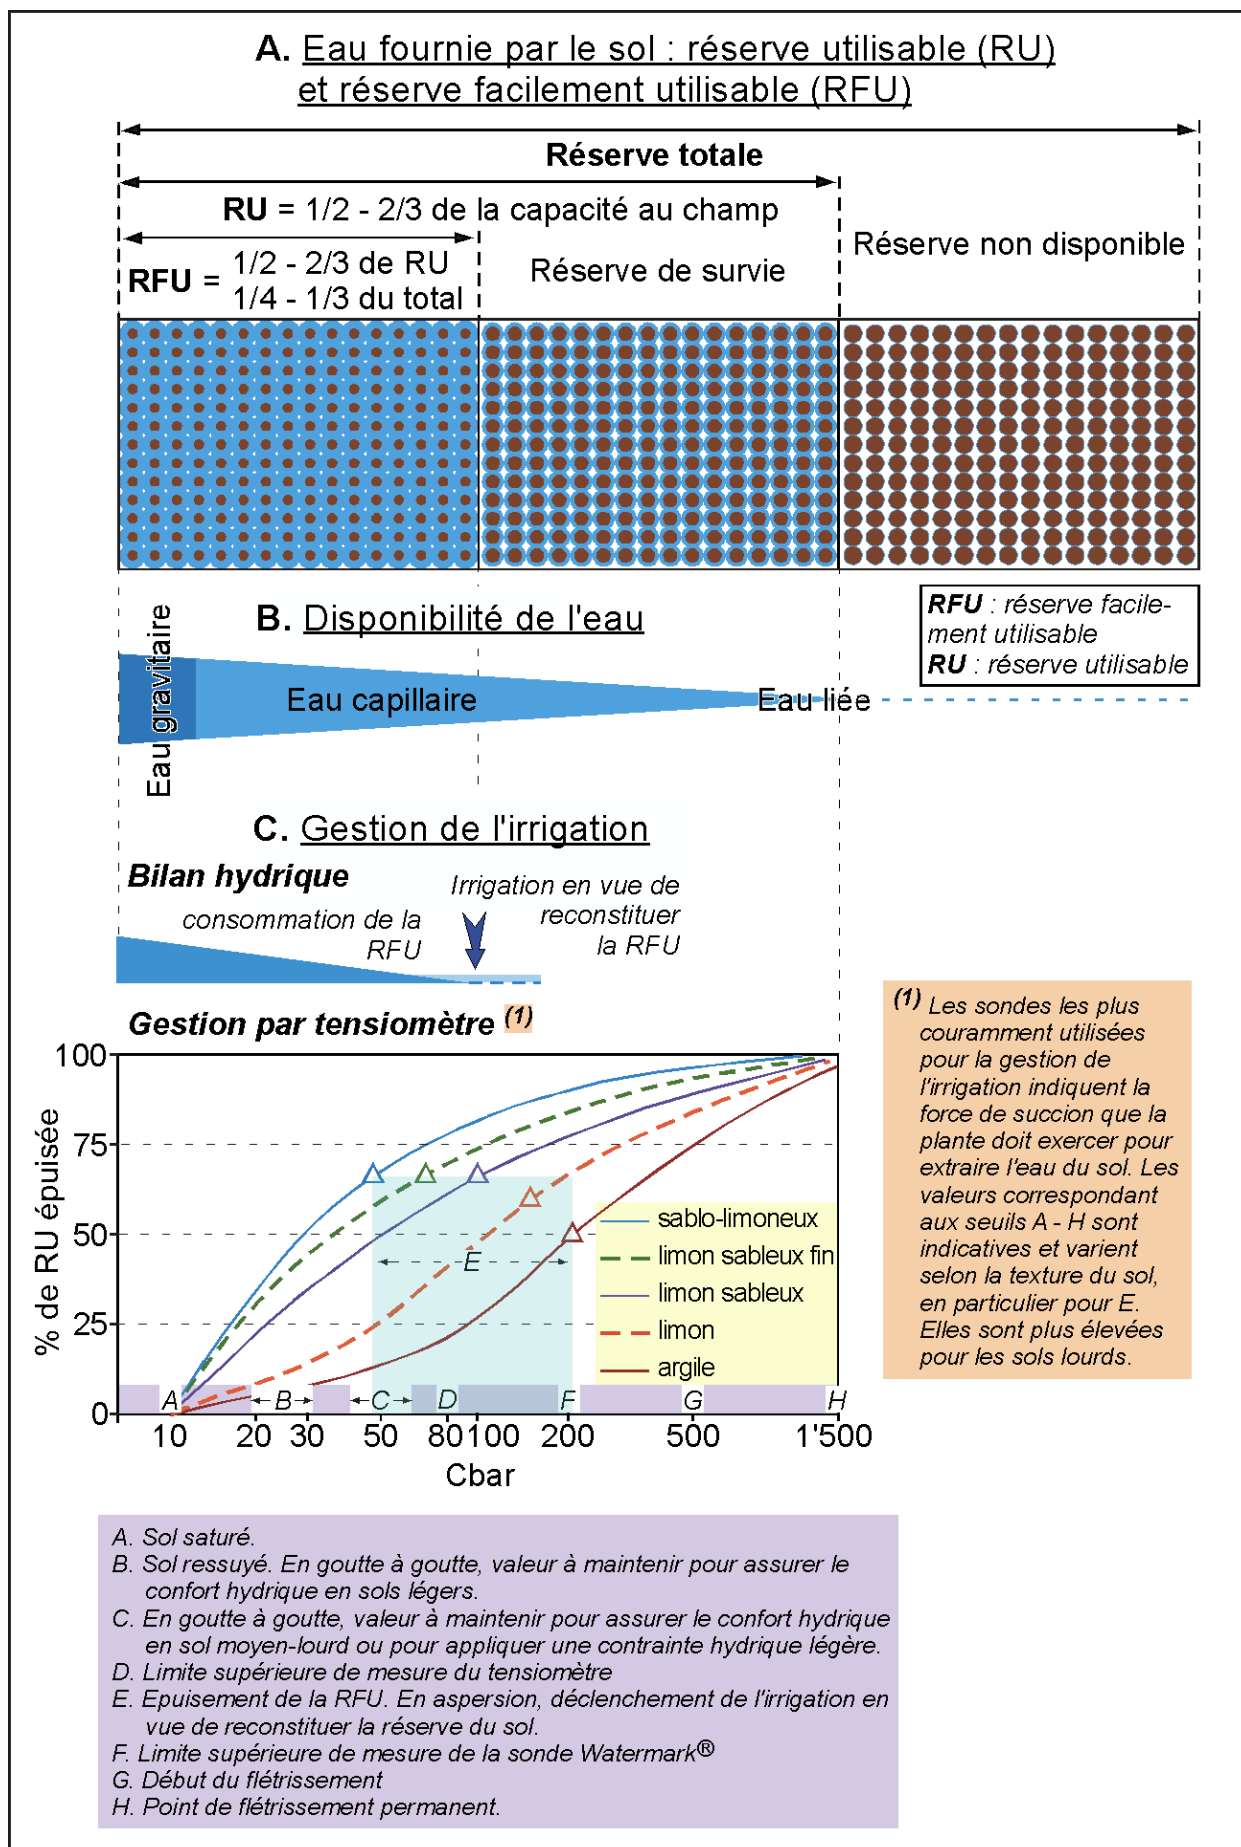 A. Eau fournie par le sol : réserve utilisable (RU)
et réserve facilement utilisable (RFU)
Réserve totale
RU = 1/2 - 2/3 de la capacité au champ
Réserve non disponible
RFU = 1/2 - 2/3 de RU
1/4 - 1/3 du total
Réserve de survie
RFU : réserve facile-
ment utilisable
RU : réserve utilisable
B. Disponibilité de l'eau
Eau gravitaire
Eau capillaire
Eau liée
C. Gestion de l'irrigation
Bilan hydrique
consommation de la
RFU
Irrigation en vue de
reconstituer
la RFU
Gestion par tensiomètre (1)
(1) Les sondes les plus
couramment utilisées
pour la gestion de
l'irrigation indiquent la
force de succion que la
plante doit exercer pour
extraire l'eau du sol. Les
valeurs correspondant
aux seuils A - H sont
indicatives et varient
selon la texture du sol,
en particulier pour E.
Elles sont plus élevées
pour les sols lourds.
% de RU épuisée
100
75
50
25
0
E
sablo-limoneux
limon sableux fin
limon sableux
limon
argile
A B C D F G H
10 20 30 50 80 100 200 500 1'500
Cbar
A. Sol saturé.
B. Sol ressuyé. En goutte à goutte, valeur à maintenir pour assurer le
confort hydrique en sols légers.
C. En goutte à goutte, valeur à maintenir pour assurer le confort hydrique
en sol moyen-lourd ou pour appliquer une contrainte hydrique légère.
D. Limite supérieure de mesure du tensiomètre
E. Epuisement de la RFU. En aspersion, déclenchement de l'irrigation en
vue de reconstituer la réserve du sol.
F. Limite supérieure de mesure de la sonde Watermark®
G. Début du flétrissement
H. Point de flétrissement permanent.